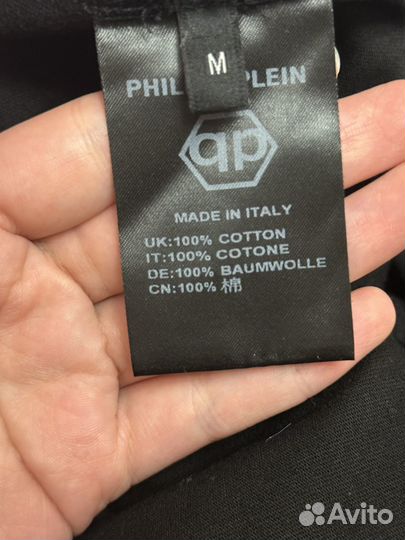 M
PHIL PLEIN
qp
MADE IN ITALY
UK:100% COTTON
IT:100% COTONE
DE:100% BAUMWOLLE
CN:100% 棉
Avito